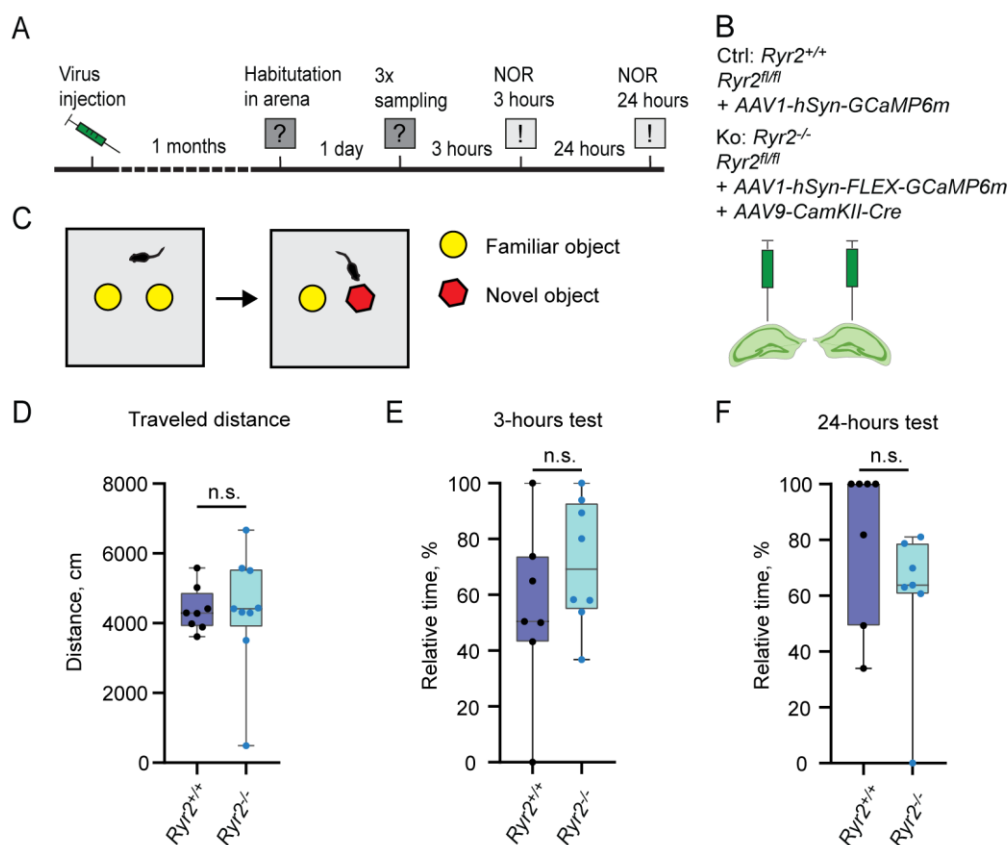 A
Virus
injection
1 months
Habitutation
in arena
?
1 day
3x
sampling
?
3 hours
NOR
3 hours
!
24 hours
NOR
24 hours
!
B
Ctrl: Ryr2+/+
Ryr2fl/fl
+ AAV1-hSyn-GCaMP6m
Ko: Ryr2-/-
Ryr2fl/fl
+ AAV1-hSyn-FLEX-GCaMP6m
+ AAV9-CamKII-Cre
C
Familiar object
Novel object
D
Traveled distance
n.s.
Distance, cm
8000
6000
4000
2000
0
Ryr2+/+
Ryr2-/-
E
3-hours test
n.s.
Relative time, %
100
80
60
40
20
0
Ryr2+/+
Ryr2-/-
F
24-hours test
n.s.
Relative time, %
100
80
60
40
20
0
Ryr2+/+
Ryr2-/-